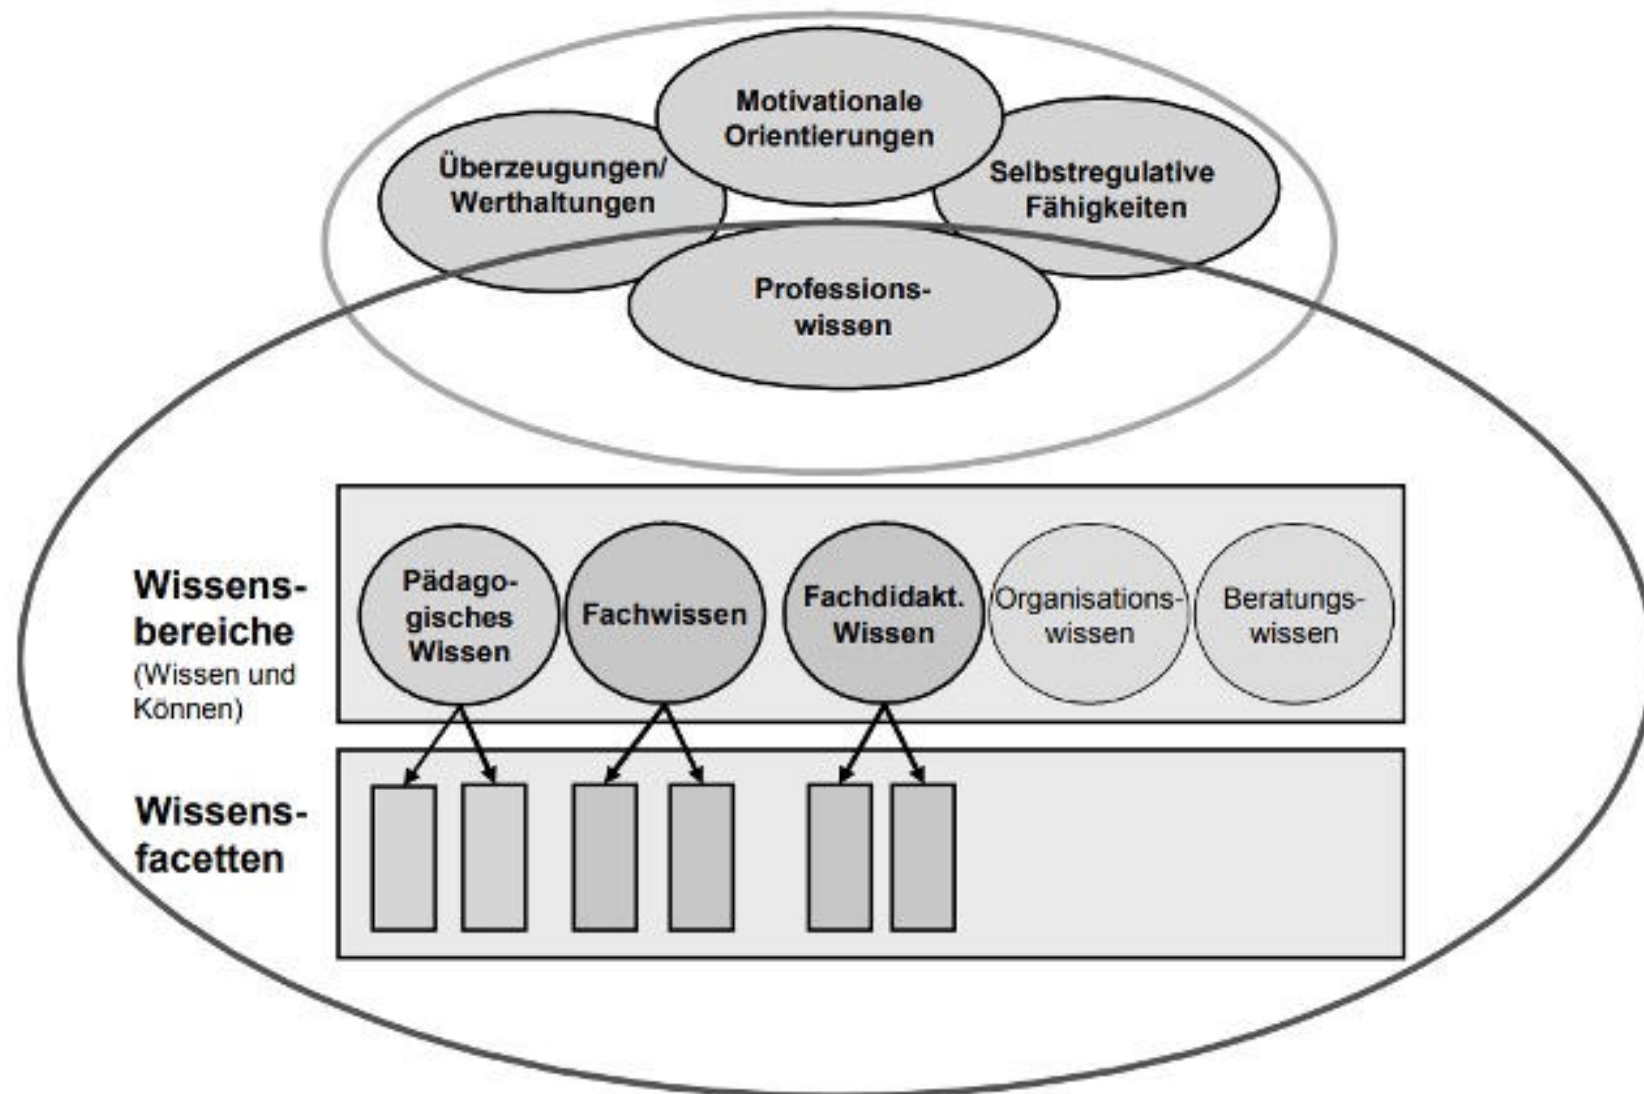 Motivationale
Orientierungen
Überzeugungen/
Werthaltungen
Selbstregulative
Fähigkeiten
Professions-
wissen
Wissens-
bereiche
(Wissen und
Können)
Pädago-
gisches
Wissen
Fachwissen
Fachdidakt.
Wissen
Organisations-
wissen
Beratungs-
wissen
Wissens-
facetten